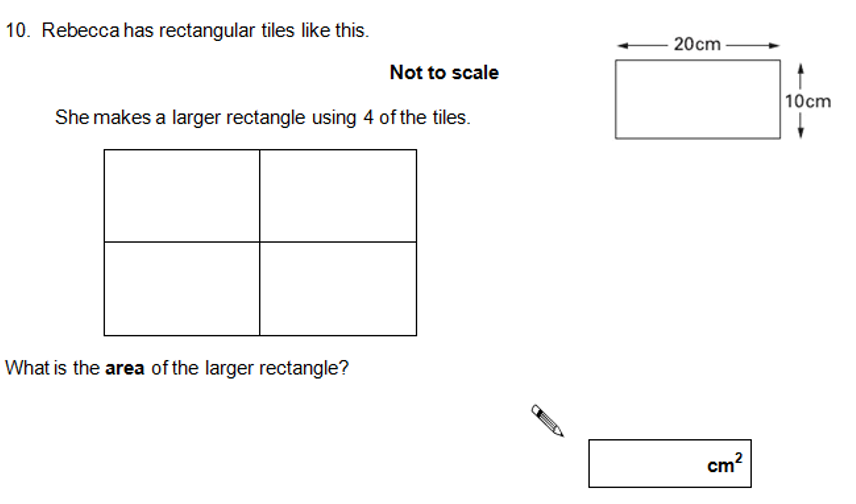 10. Rebecca has rectangular tiles like this.
20cm
Not to scale
10cm
She makes a larger rectangle using 4 of the tiles.
What is the area of the larger rectangle?
cm²